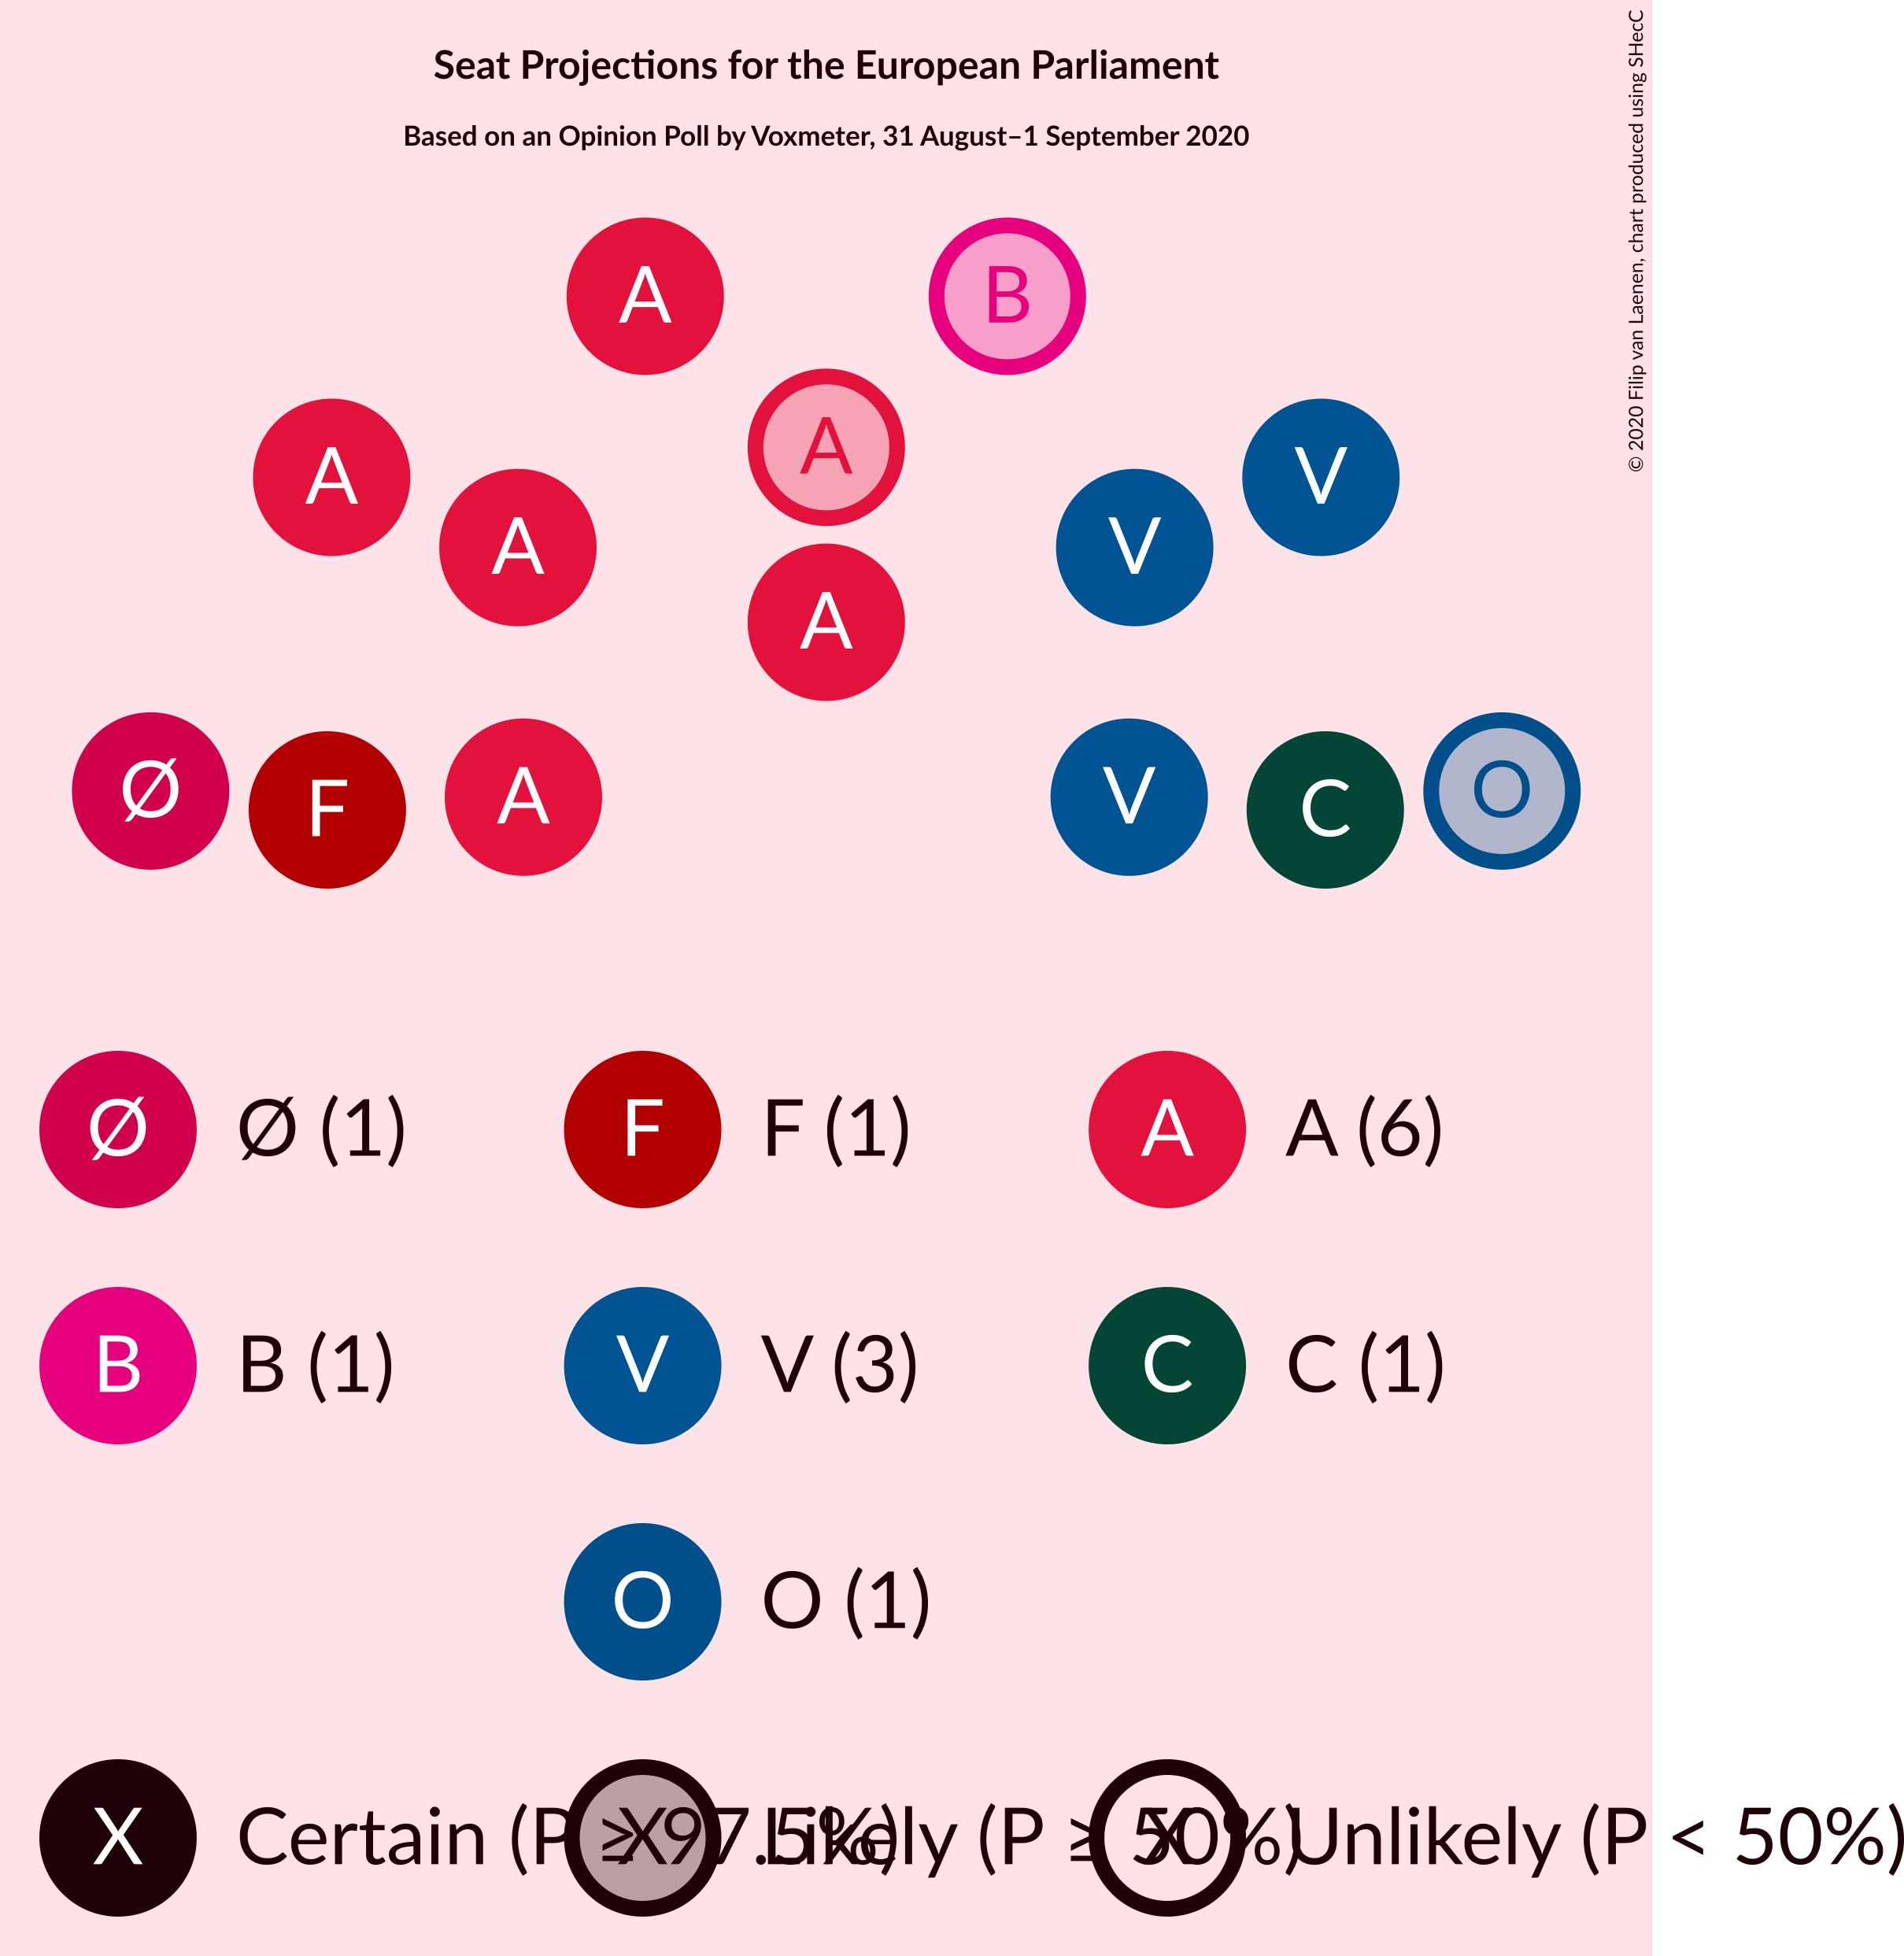 Seat Projections for the European Parliament
Based on an Opinion Poll by Voxmeter, 31 August–1 September 2020
© 2020 Filip van Laenen, chart produced using SHecC
A B
A A A V V
A
Ø F A V C O
Ø Ø (1) F F (1) A A (6)
B B (1) V V (3) C C (1)
O O (1)
X Certain (P ≥ 97.5%) X Likely (P ≥ 50%) X Unlikely (P < 50%)